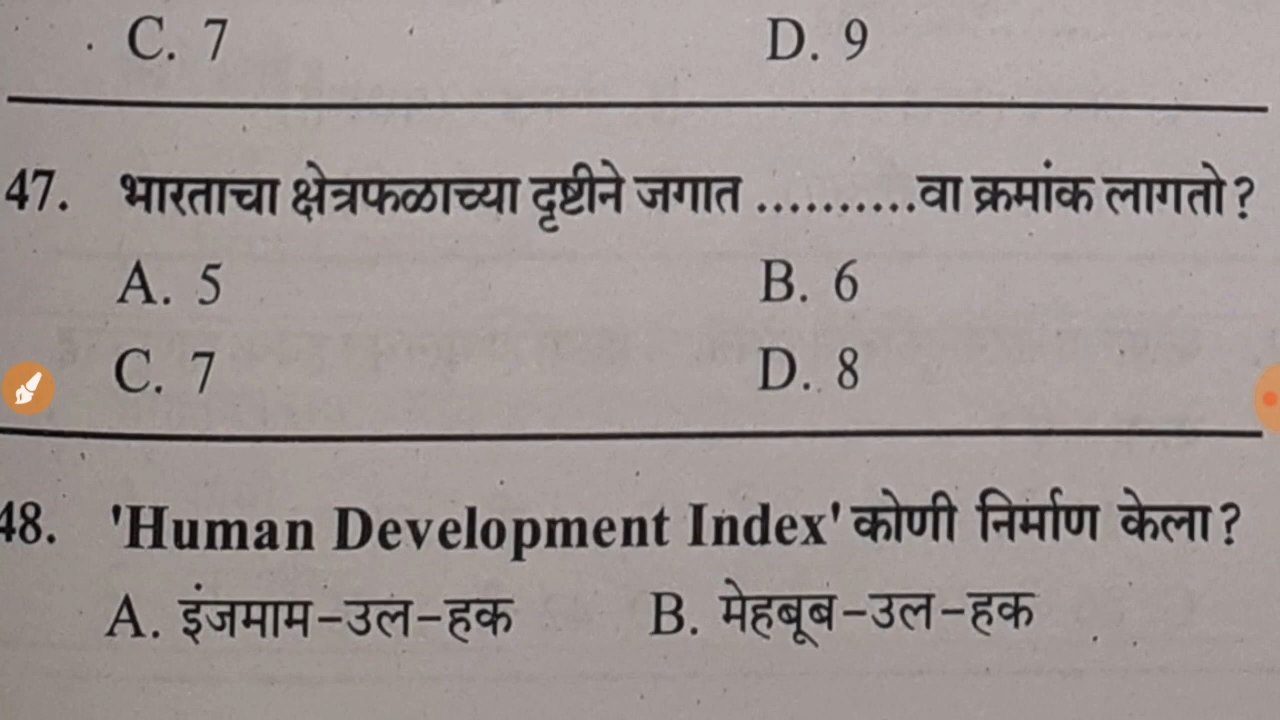 C. 7 D. 9
47. भारताचा क्षेत्रफळाच्या दृष्टीने जगात ..........वा क्रमांक लागतो?
A. 5 B. 6
C. 7 D. 8
48. 'Human Development Index' कोणी निर्माण केला?
A. इंजमाम-उल-हक B. मेहबूब-उल-हक